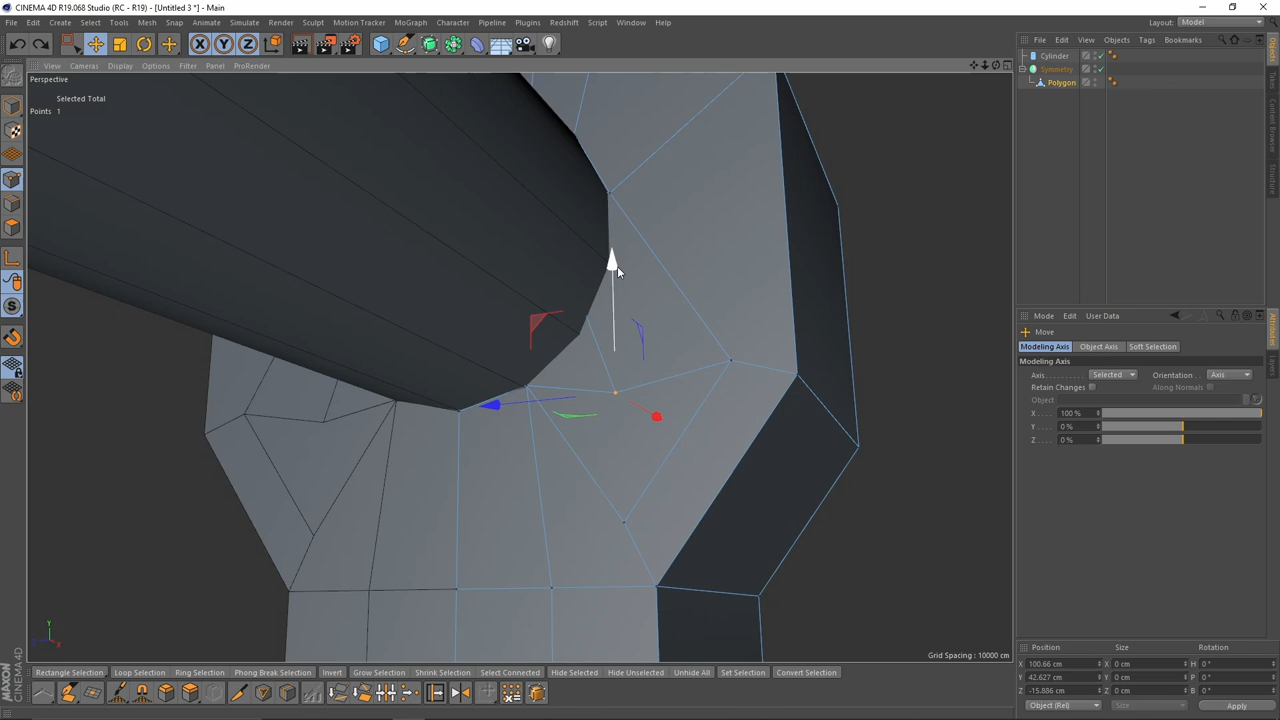 CINEMA 4D R19.068 Studio (RC - R19) - [Untitled 3 *] - Main
File Edit Create Select Tools Mesh Snap Animate Simulate Render Sculpt Motion Tracker MoGraph Character Pipeline Plugins Redshift Script Window Help
Layout: Model
X Y Z
View Cameras Display Options Filter Panel ProRender
Perspective
Selected Total
Points 1
Grid Spacing : 10000 cm
Y
X
File Edit View Objects Tags Bookmarks
Cylinder
Symmetry
Polygon
Objects
Takes
Content Browser
Structure
Mode Edit User Data
Move
Modeling Axis Object Axis Soft Selection
Modeling Axis
Axis Selected Orientation Axis
Retain Changes Along Normals
Object
X 100 %
Y 0 %
Z 0 %
Attributes
Layers
Position Size Rotation
X 100.66 cm X 0 cm H 0 °
Y 42.627 cm Y 0 cm P 0 °
Z -15.886 cm Z 0 cm B 0 °
Object (Rel) Size Apply
Rectangle Selection Loop Selection Ring Selection Phong Break Selection Invert Grow Selection Shrink Selection Select Connected Hide Selected Hide Unselected Unhide All Set Selection Convert Selection
MAXON
CINEMA 4D